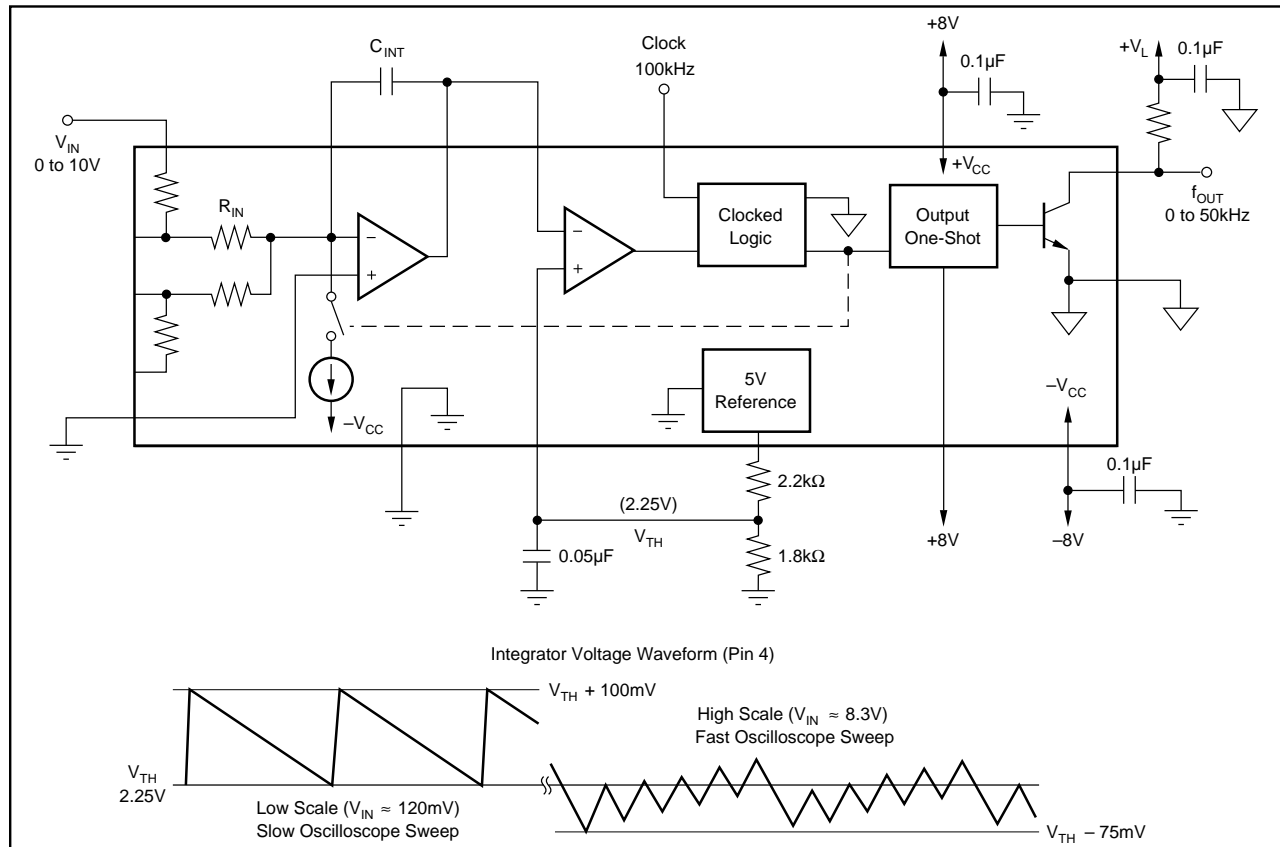 C_INT
Clock
100kHz
+8V
0.1µF
+V_L
0.1µF
V_IN
0 to 10V
R_IN
−
+
−
+
Clocked
Logic
+V_CC
Output
One-Shot
f_OUT
0 to 50kHz
−V_CC
5V
Reference
−V_CC
2.2kΩ
0.1µF
(2.25V)
V_TH
0.05µF
1.8kΩ
+8V
−8V
Integrator Voltage Waveform (Pin 4)
V_TH + 100mV
High Scale (V_IN ≈ 8.3V)
Fast Oscilloscope Sweep
V_TH
2.25V
Low Scale (V_IN ≈ 120mV)
Slow Oscilloscope Sweep
V_TH – 75mV